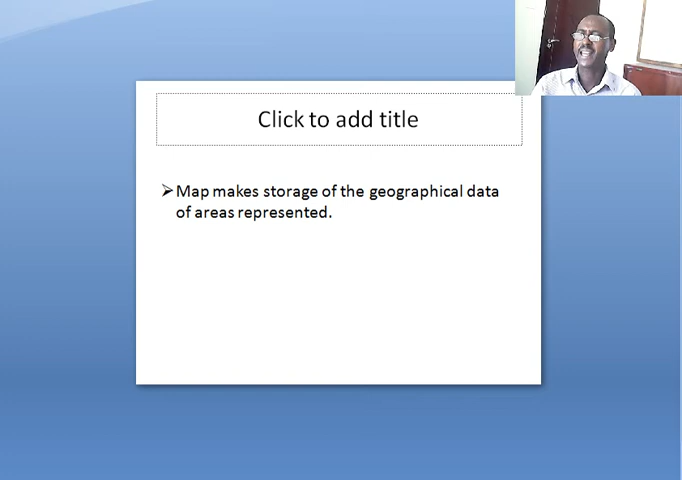 Click to add title
➢ Map makes storage of the geographical data
of areas represented.